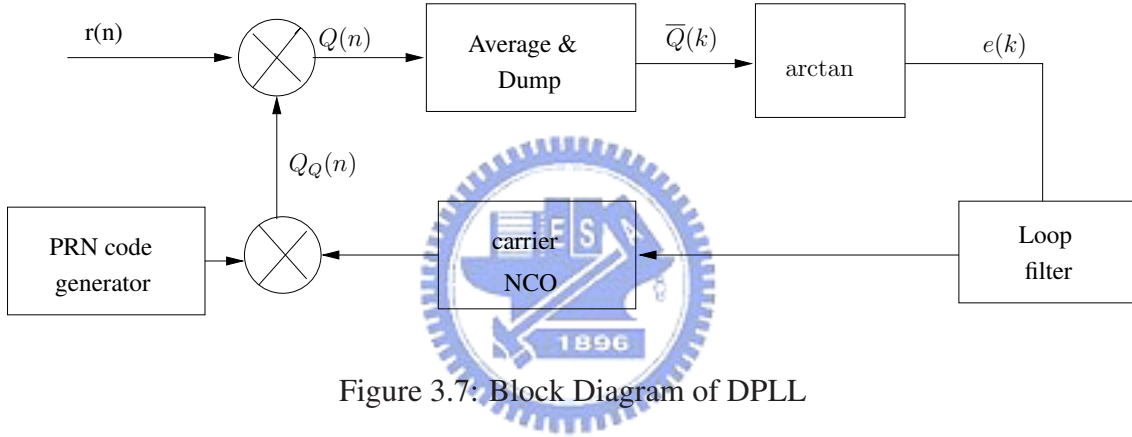 r(n)
Q(n)
Average &
Dump
Q̅(k)
arctan
e(k)
Q_Q(n)
PRN code
generator
carrier
NCO
Loop
filter
E S A
1896
Figure 3.7: Block Diagram of DPLL